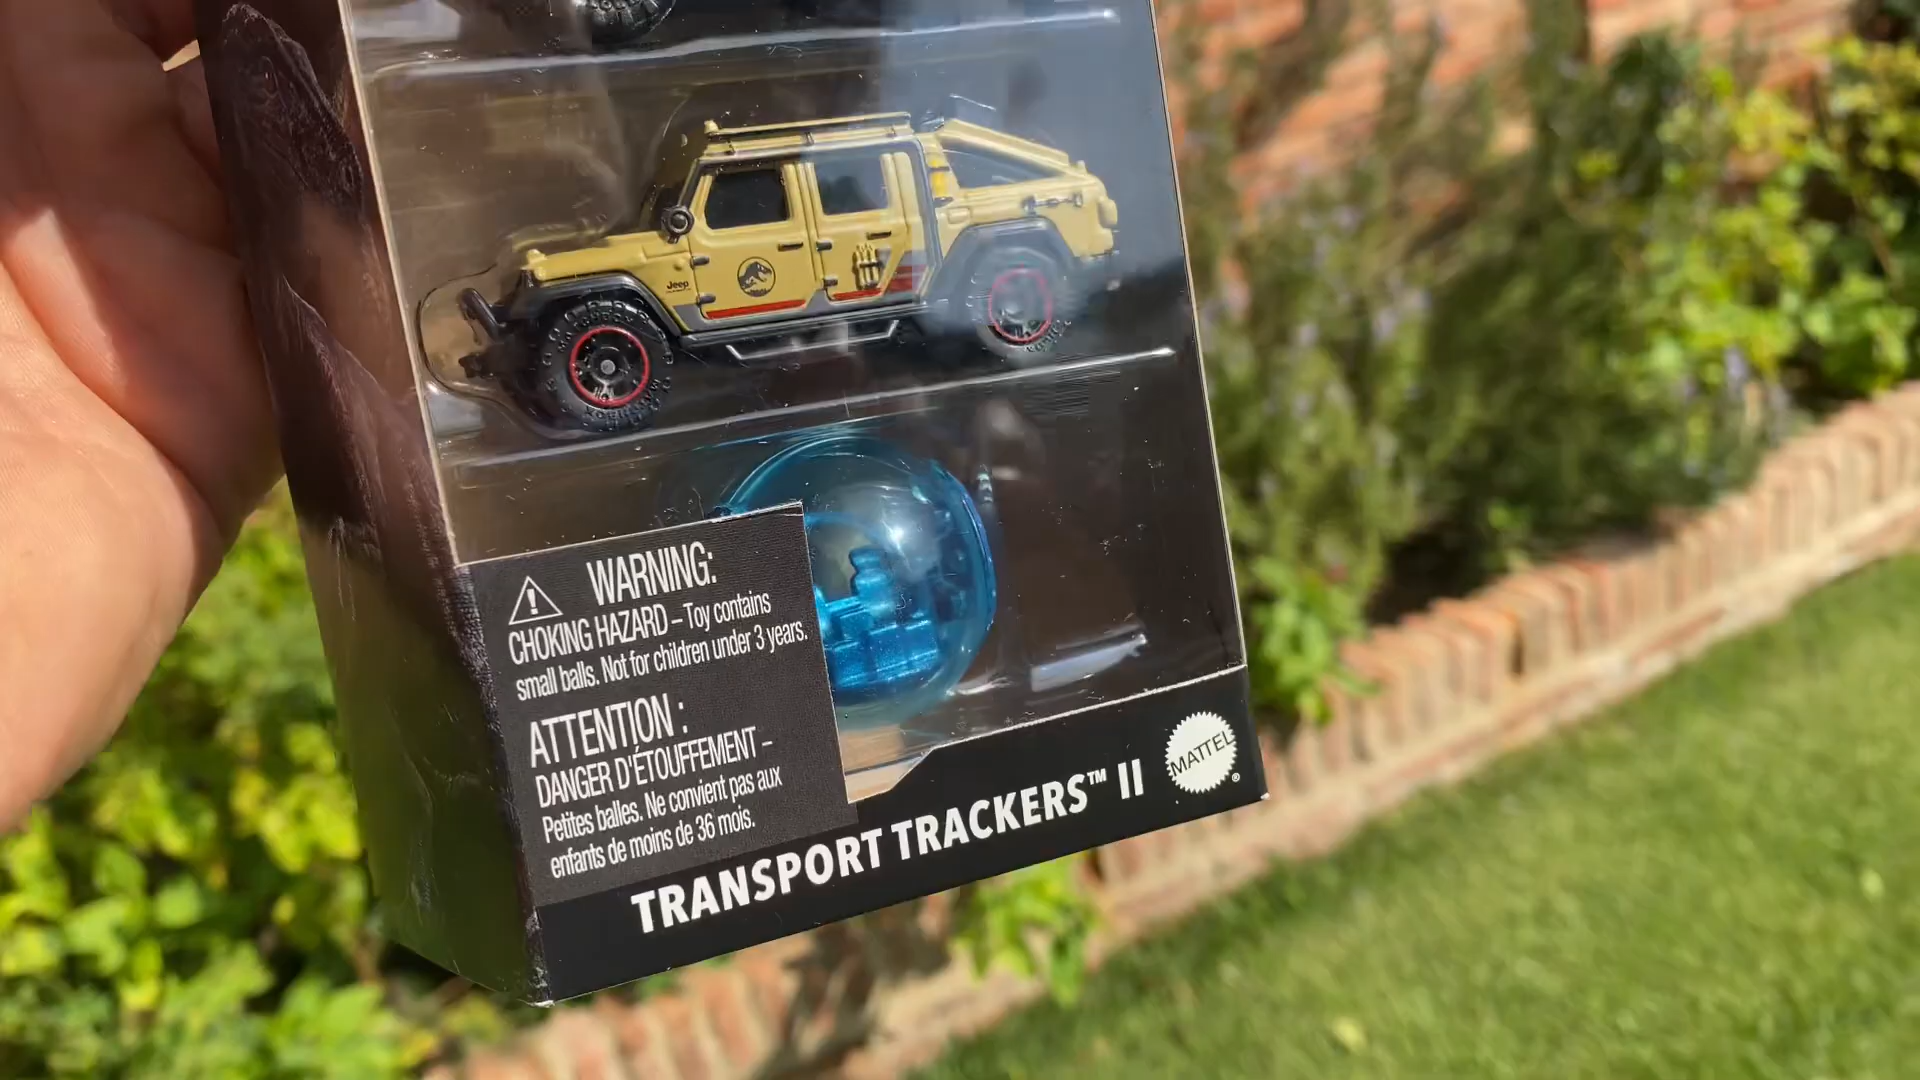 Jeep
WARNING:
CHOKING HAZARD – Toy contains
small balls. Not for children under 3 years.
ATTENTION :
DANGER D'ÉTOUFFEMENT –
Petites balles. Ne convient pas aux
enfants de moins de 36 mois.
TRANSPORT TRACKERS™ II
MATTEL®